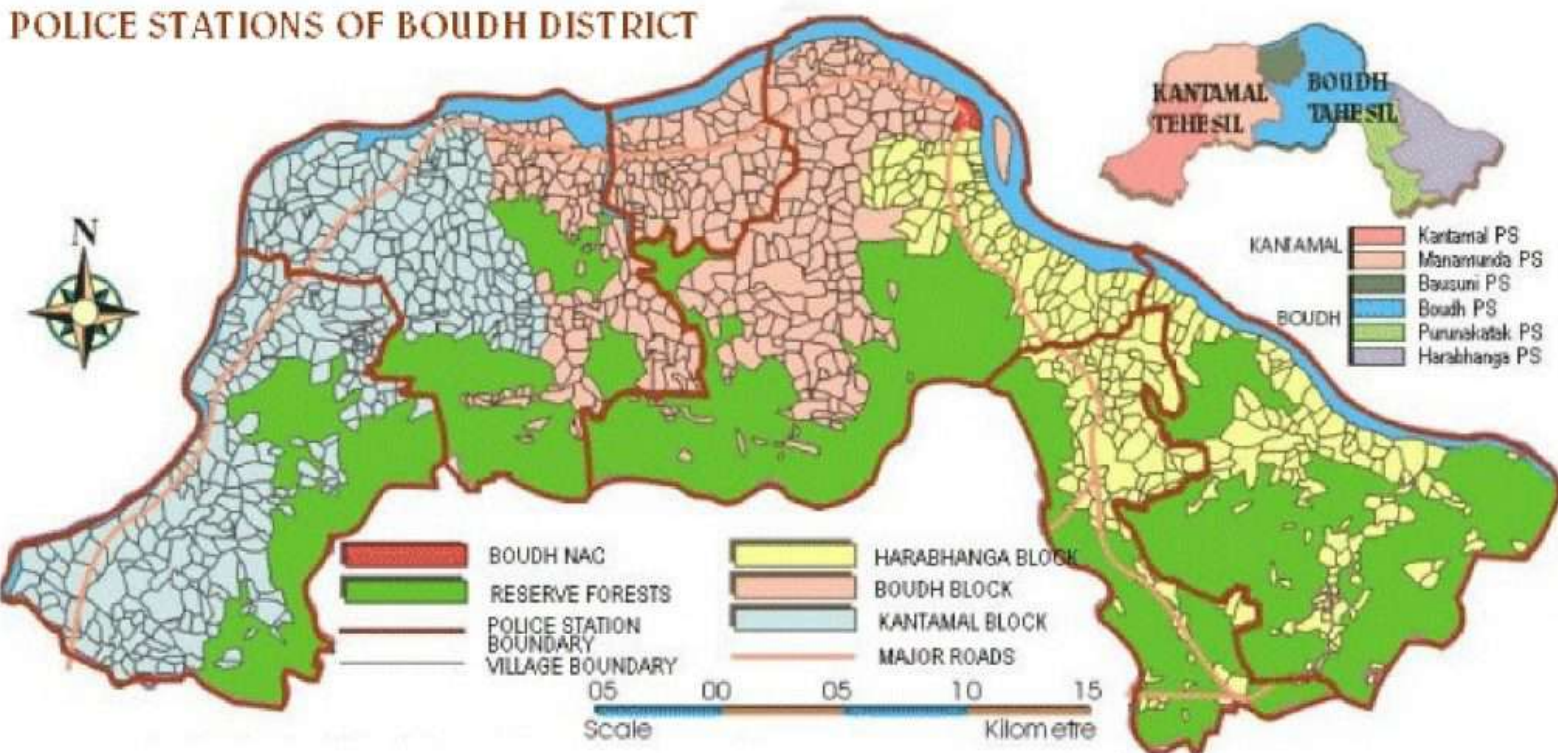 POLICE STATIONS OF BOUDH DISTRICT
KANTAMAL
TEHESIL
BOUDH
TAHESIL
N
KANTAMAL
BOUDH
Kantamal PS
Manamunda PS
Bausuni PS
Boudh PS
Purunakatak PS
Harabhanga PS
BOUDH NAC
RESERVE FORESTS
POLICE STATION
BOUNDARY
VILLAGE BOUNDARY
HARABHANGA BLOCK
BOUDH BLOCK
KANTAMAL BLOCK
MAJOR ROADS
05 00 05 10 15
Scale Kilometre